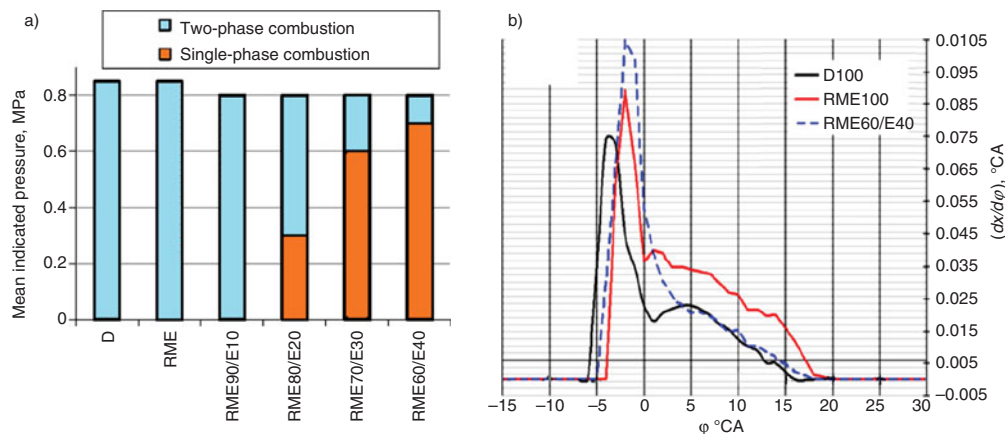 a)
Two-phase combustion
Single-phase combustion
Mean indicated pressure, MPa
0.8
0.6
0.4
0.2
0
D
RME
RME90/E10
RME80/E20
RME70/E30
RME60/E40
b)
D100
RME100
RME60/E40
0.0105
0.095
0.085
0.075
0.065
0.055
0.045
0.035
0.025
0.015
0.005
–0.005
(dx/dφ), °CA
–15
–10
–5
0
5
10
15
20
25
30
φ °CA